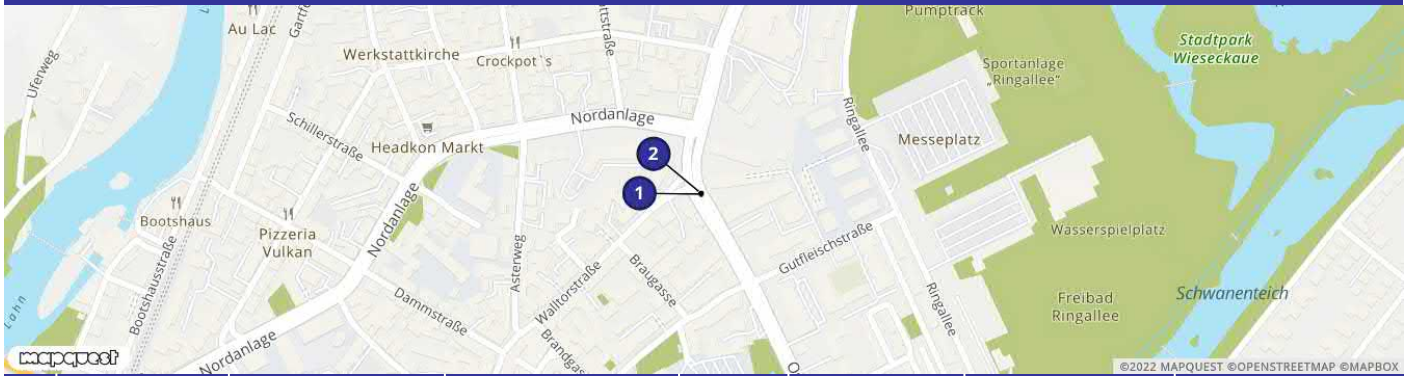 Pumptrack
Au Lac
Stadtpark
Wieseckaue
Werkstattkirche
Crockpot`s
Sportanlage
„Ringallee“
Uferweg
Nordanlage
Ringallee
Schillerstraße
Headkon Markt
Messeplatz
2
1
Bootshaus
Nordanlage
Pizzeria
Vulkan
Wasserspielplatz
Gutfleischstraße
Asterweg
Braugasse
Walltorstraße
Bootshausstraße
Dammstraße
Ringallee
Schwanenteich
Freibad
Ringallee
Lahn
Nordanlage
mapquest
©2022 MAPQUEST ©OPENSTREETMAP ©MAPBOX